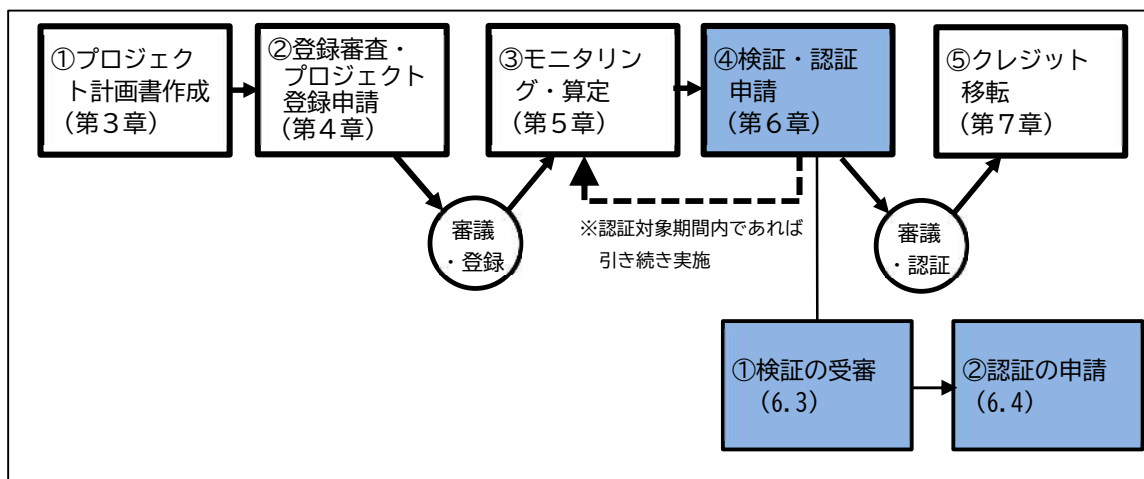 ①プロジェク
ト計画書作成
(第3章)
②登録審査・
プロジェクト
登録申請
(第4章)
③モニタリン
グ・算定
(第5章)
④検証・認証
申請
(第6章)
⑤クレジット
移転
(第7章)
審議
・登録
※認証対象期間内であれば
引き続き実施
審議
・認証
①検証の受審
(6.3)
②認証の申請
(6.4)